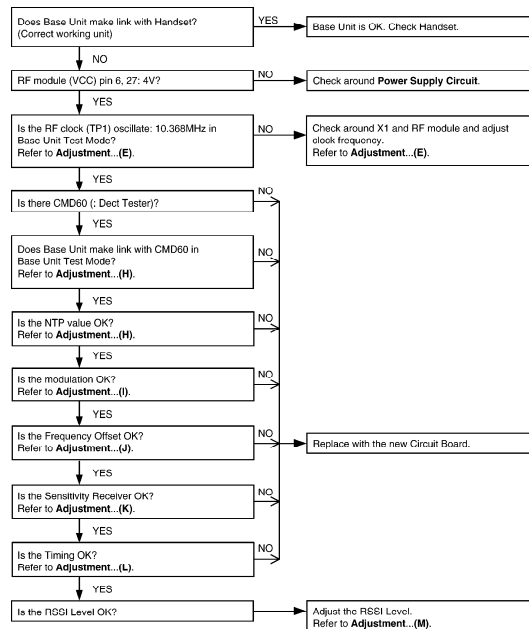 Does Base Unit make link with Handset?
(Correct working unit)
YES
Base Unit is OK. Check Handset.
NO
RF module (VCC) pin 6, 27: 4V?
NO
Check around Power Supply Circuit.
YES
Is the RF clock (TP1) oscillate: 10.368MHz in
Base Unit Test Mode?
Refer to Adjustment...(E).
NO
Check around X1 and RF module and adjust
clock frequency.
Refer to Adjustment...(E).
YES
Is there CMD60 (: Dect Tester)?
NO
YES
Does Base Unit make link with CMD60 in
Base Unit Test Mode?
Refer to Adjustment...(H).
NO
YES
Is the NTP value OK?
Refer to Adjustment...(H).
NO
YES
Is the modulation OK?
Refer to Adjustment...(I).
NO
YES
Is the Frequency Offset OK?
Refer to Adjustment...(J).
NO
Replace with the new Circuit Board.
YES
Is the Sensitivity Receiver OK?
Refer to Adjustment...(K).
NO
YES
Is the Timing OK?
Refer to Adjustment...(L).
NO
YES
Is the RSSI Level OK?
Adjust the RSSI Level.
Refer to Adjustment...(M).